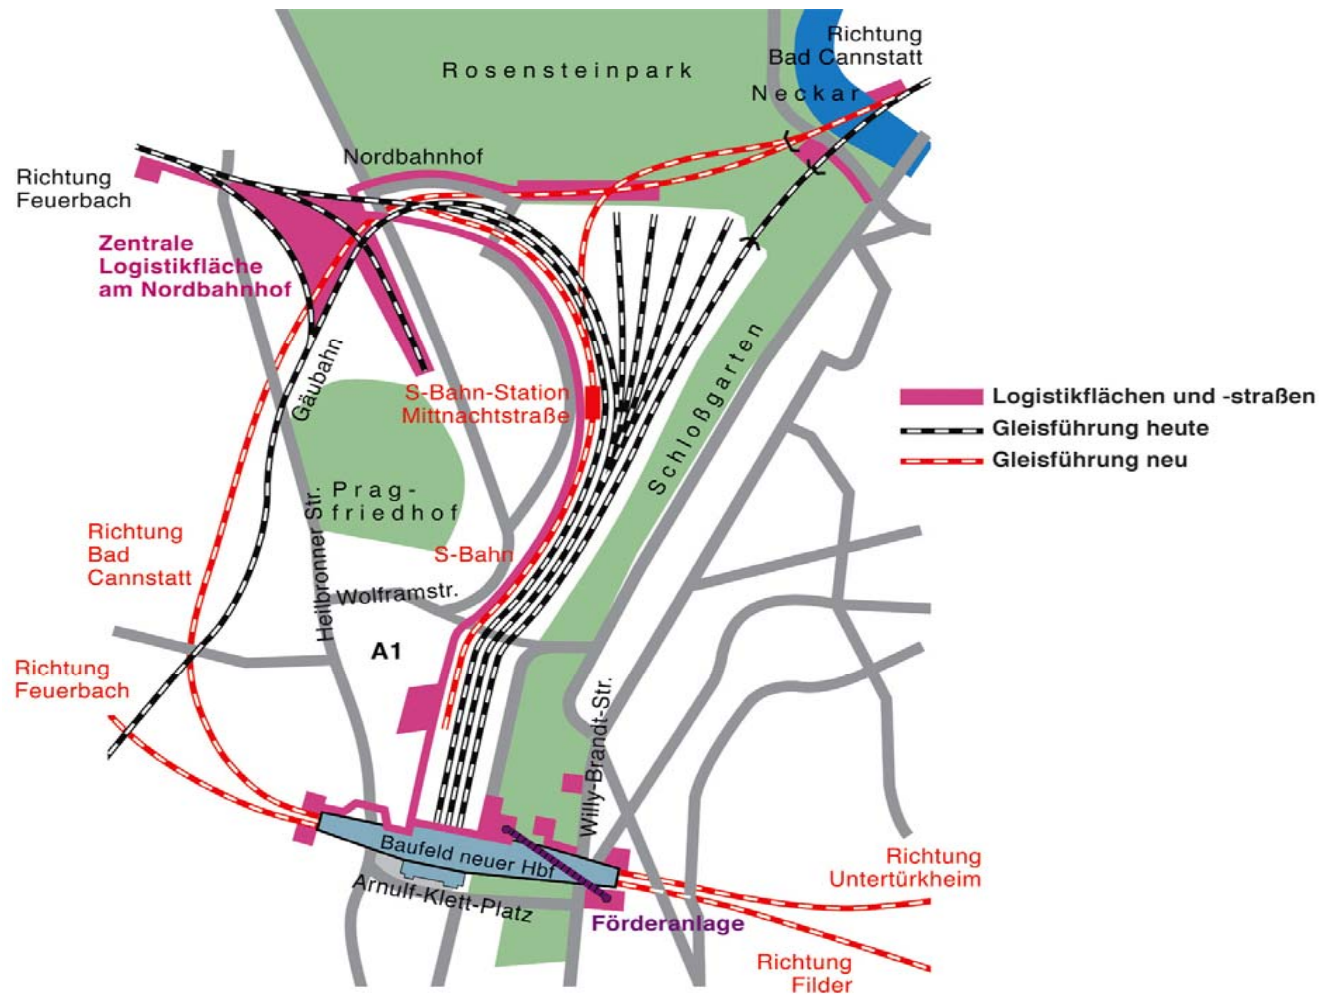 Richtung
Bad Cannstatt
Rosensteinpark
Neckar
Nordbahnhof
Richtung
Feuerbach
Zentrale
Logistikfläche
am Nordbahnhof
Gäubahn
S-Bahn-Station
Mittnachtstraße
Schloßgarten
Logistikflächen und -straßen
Gleisführung heute
Gleisführung neu
Prag-
friedhof
Heilbronner Str.
Richtung
Bad
Cannstatt
S-Bahn
Wolframstr.
A1
Richtung
Feuerbach
Willy-Brandt-Str.
Baufeld neuer Hbf
Arnulf-Klett-Platz
Förderanlage
Richtung
Untertürkheim
Richtung
Filder